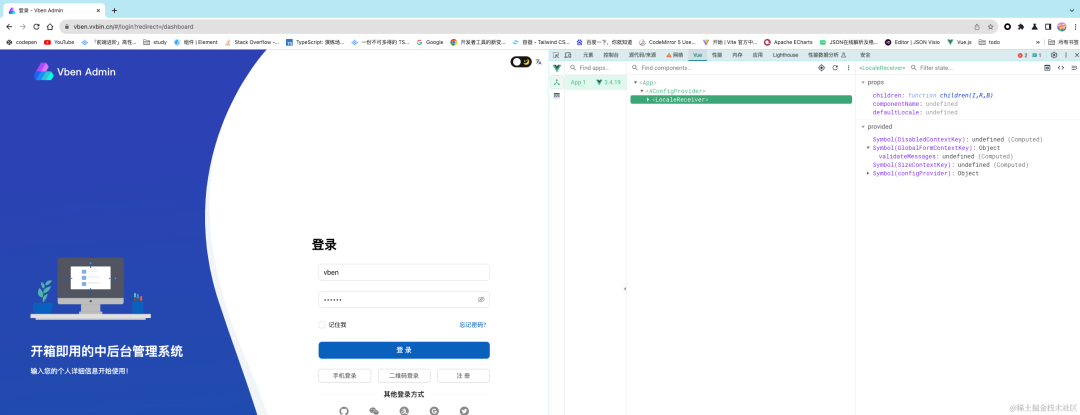 登录 - Vben Admin
vben.vvbin.cn/#/login?redirect=/dashboard
codepen
YouTube
「前端进阶」高在...
study
组件 | Element
Stack Overflow -...
TypeScript: 演练场...
一份不可多得的 TS...
Google
开发者工具的新变...
容器 - Tailwind CS...
百度一下，你就知道
CodeMirror 5 Use...
开始 | Vite 官方中...
Apache ECharts
JSON在线解析及格...
Editor | JSON Visio
Vue.js
todo
所有书签
Vben Admin
元素
控制台
源代码/来源
网络
Vue
性能
内存
应用
Lighthouse
性能数据分析
安全
2
1
Find apps...
Find components...
<LocaleReceiver>
Filter state...
App 1
3.4.19
<App>
<AConfigProvider>
<LocaleReceiver>
props
children: function children(I,R,B)
componentName: undefined
defaultLocale: undefined
provided
Symbol(DisabledContextKey): undefined (Computed)
Symbol(GlobalFormContextKey): Object
validateMessages: undefined (Computed)
Symbol(SizeContextKey): undefined (Computed)
Symbol(configProvider): Object
登录
vben
••••••
记住我
忘记密码?
登 录
手机登录
二维码登录
注 册
其他登录方式
开箱即用的中后台管理系统
输入您的个人详细信息开始使用！
@稀土掘金技术社区